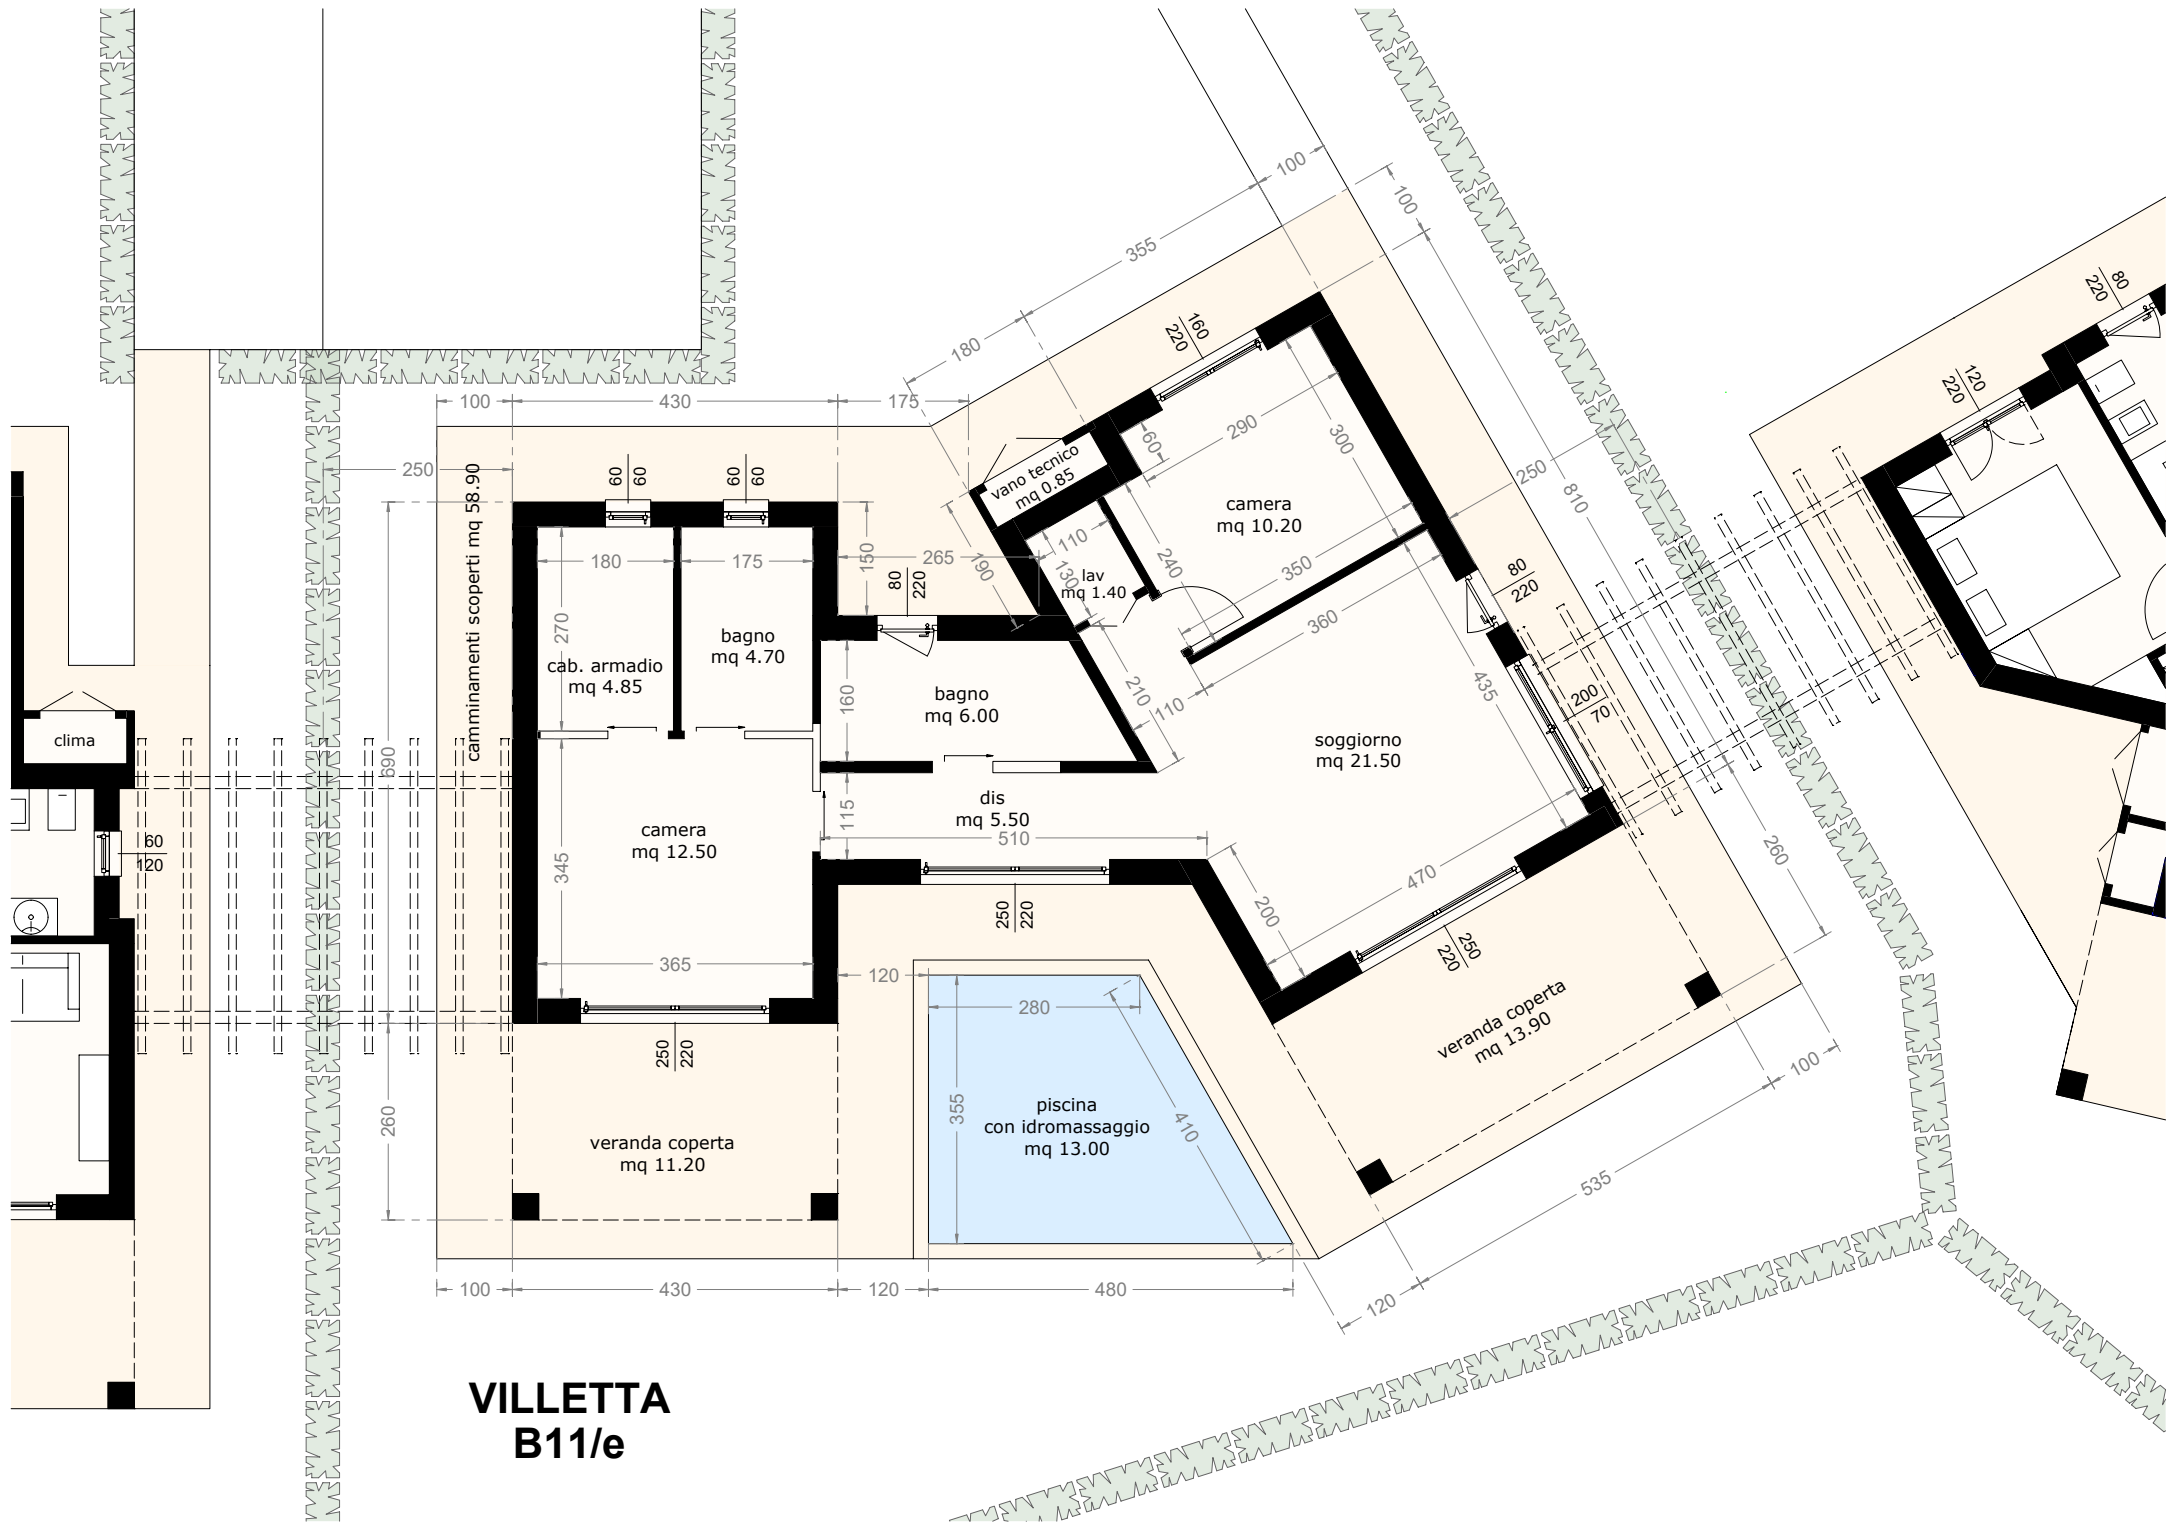 100
355
100
180
160
220
80
220
120
220
100
430
175
290
60
300
250
810
250
camminamenti scoperti mq 58.90
60
60
60
60
vano tecnico
mq 0.85
camera
mq 10.20
180
175
150
265
190
110
130
lav
mq 1.40
240
350
360
80
220
80
220
270
cab. armadio
mq 4.85
bagno
mq 4.70
bagno
mq 6.00
160
210
110
435
200
70
clima
690
soggiorno
mq 21.50
dis
mq 5.50
510
115
camera
mq 12.50
345
60
120
470
200
260
250
220
250
220
365
120
280
veranda coperta
mq 13.90
250
220
100
260
355
410
piscina
con idromassaggio
mq 13.00
veranda coperta
mq 11.20
535
100
430
120
480
120
VILLETTA
B11/e